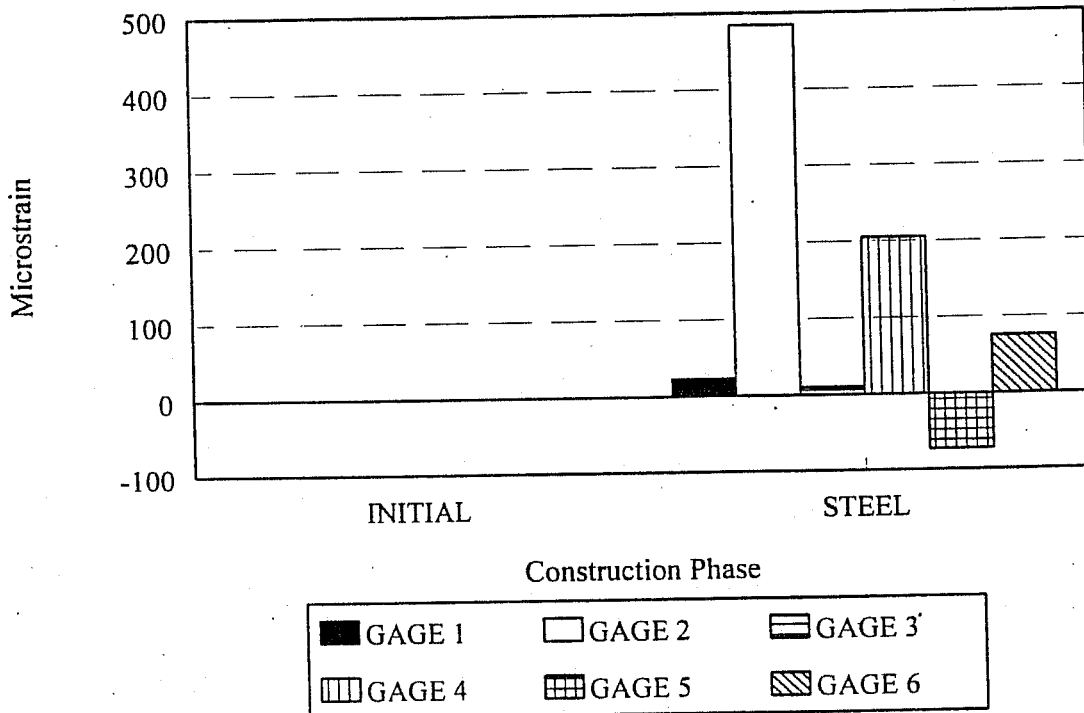 500
400
300
200
100
0
-100
Microstrain
INITIAL STEEL
Construction Phase
GAGE 1 GAGE 2 GAGE 3
GAGE 4 GAGE 5 GAGE 6